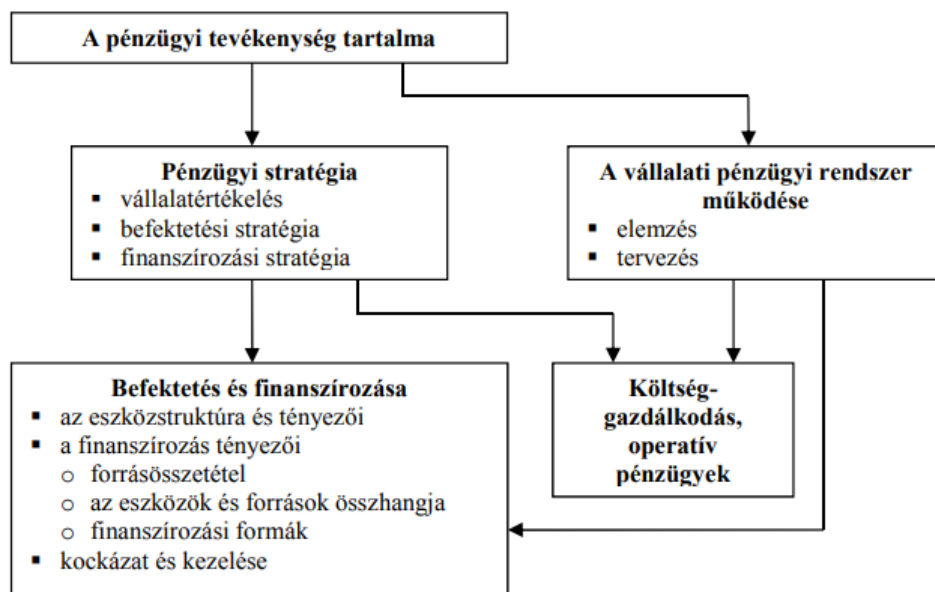 A pénzügyi tevékenység tartalma
Pénzügyi stratégia
▪ vállalatértékelés
▪ befektetési stratégia
▪ finanszírozási stratégia
A vállalati pénzügyi rendszer
működése
▪ elemzés
▪ tervezés
Befektetés és finanszírozása
▪ az eszközstruktúra és tényezői
▪ a finanszírozás tényezői
o forrásösszetétel
o az eszközök és források összhangja
o finanszírozási formák
▪ kockázat és kezelése
Költség-
gazdálkodás,
operatív
pénzügyek